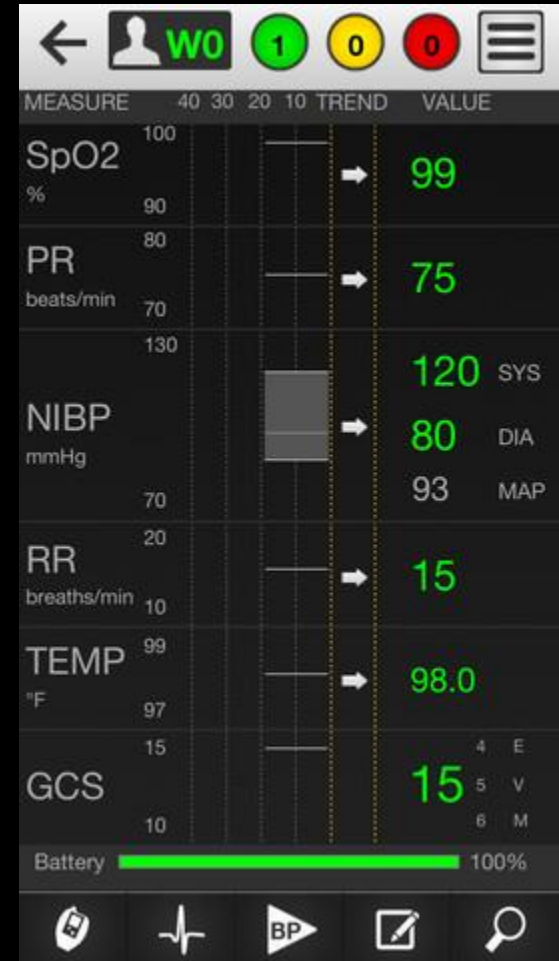 W0 1 0 0
MEASURE 40 30 20 10 TREND VALUE
SpO2 100 99
% 90
PR 80 75
beats/min 70
130
120 SYS
NIBP 80 DIA
mmHg
93 MAP
70
RR 20 15
breaths/min 10
TEMP 99 98.0
°F 97
15 4 E
GCS 15 5 V
10 6 M
Battery 100%
BP